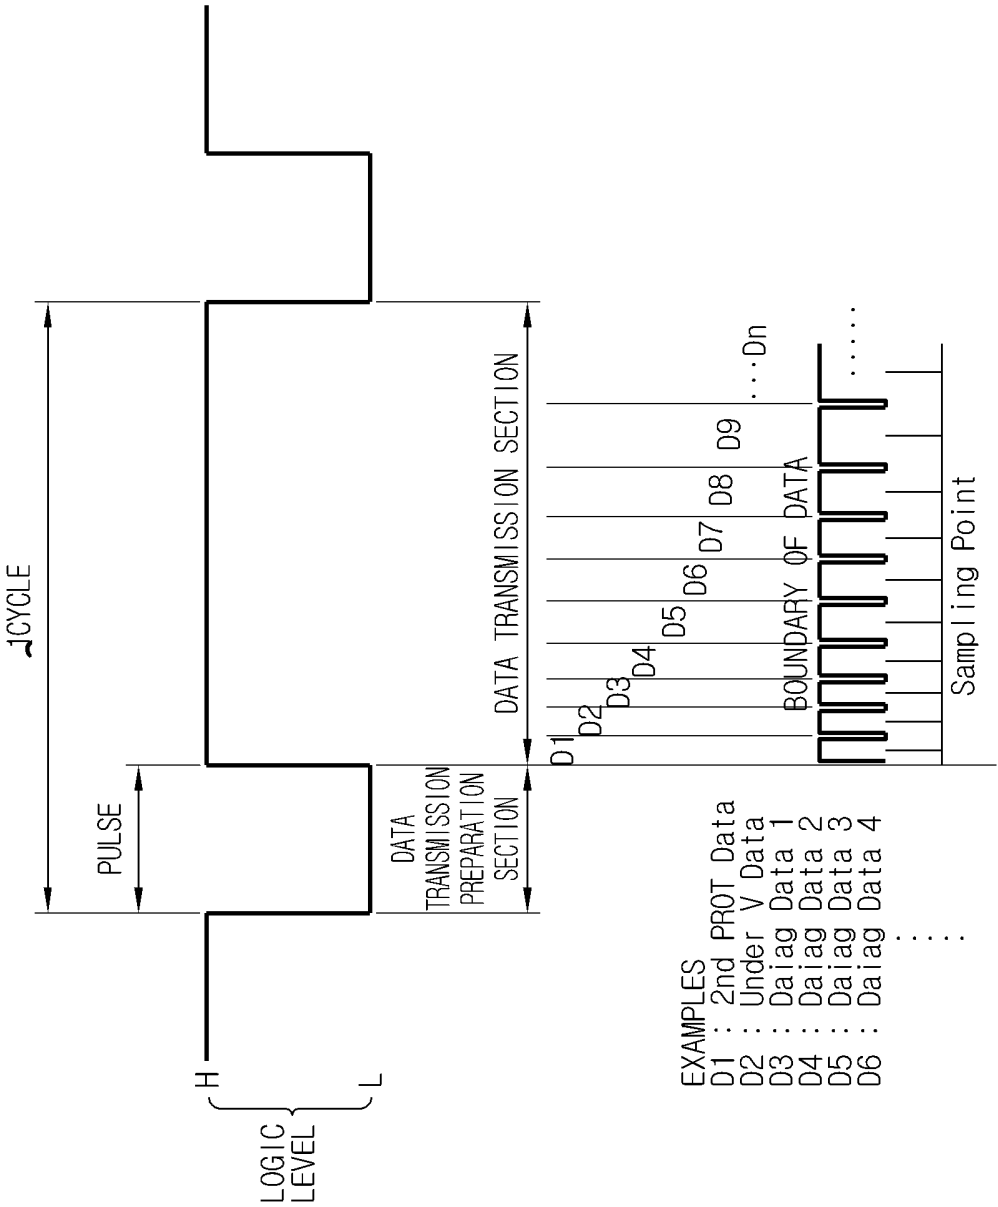 1CYCLE
PULSE
H
L
LOGIC
LEVEL
DATA
TRANSMISSION
PREPARATION
SECTION
DATA TRANSMISSION SECTION
D1
D2
D3
D4
D5
D6
D7
D8
D9
···Dn
BOUNDARY OF DATA
·····
Sampling Point
EXAMPLES
D1 : 2nd PROT Data
D2 : Under V Data
D3 : Daiag Data 1
D4 : Daiag Data 2
D5 : Daiag Data 3
D6 : Daiag Data 4
·····